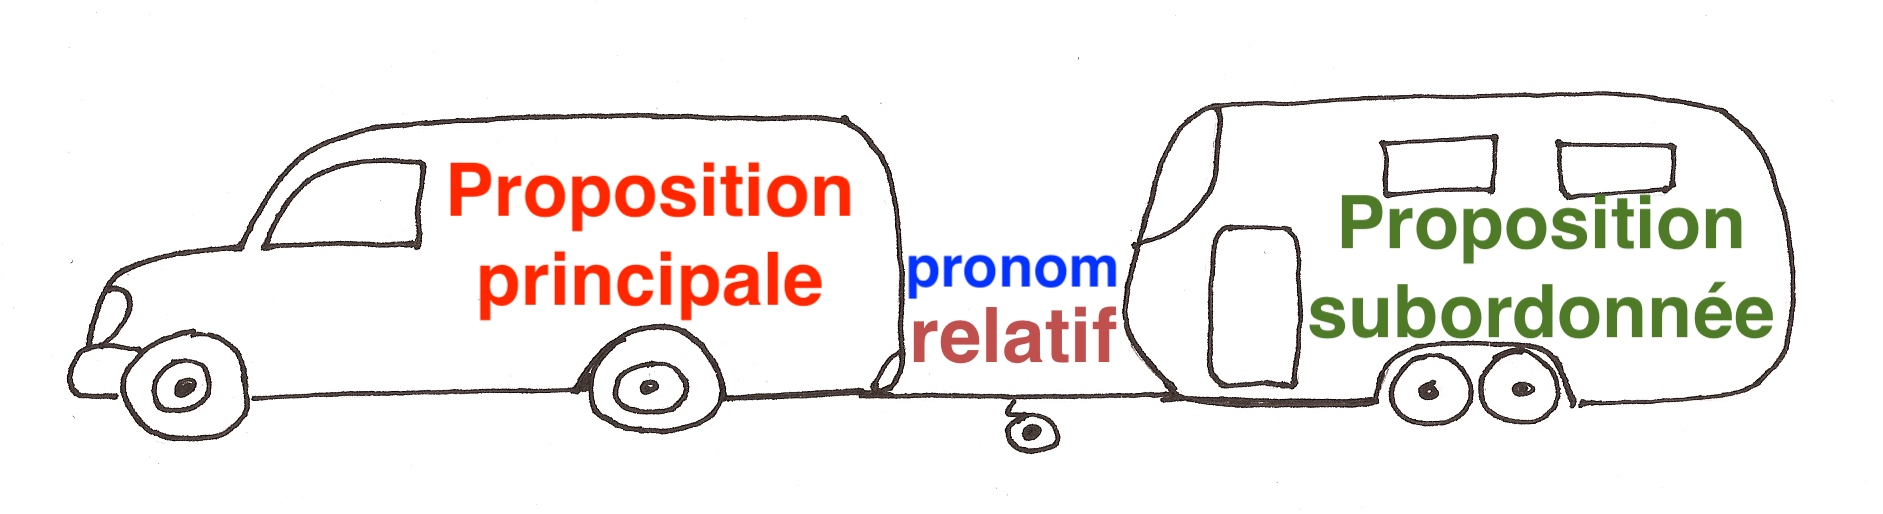 Proposition
principale
pronom
relatif
Proposition
subordonnée